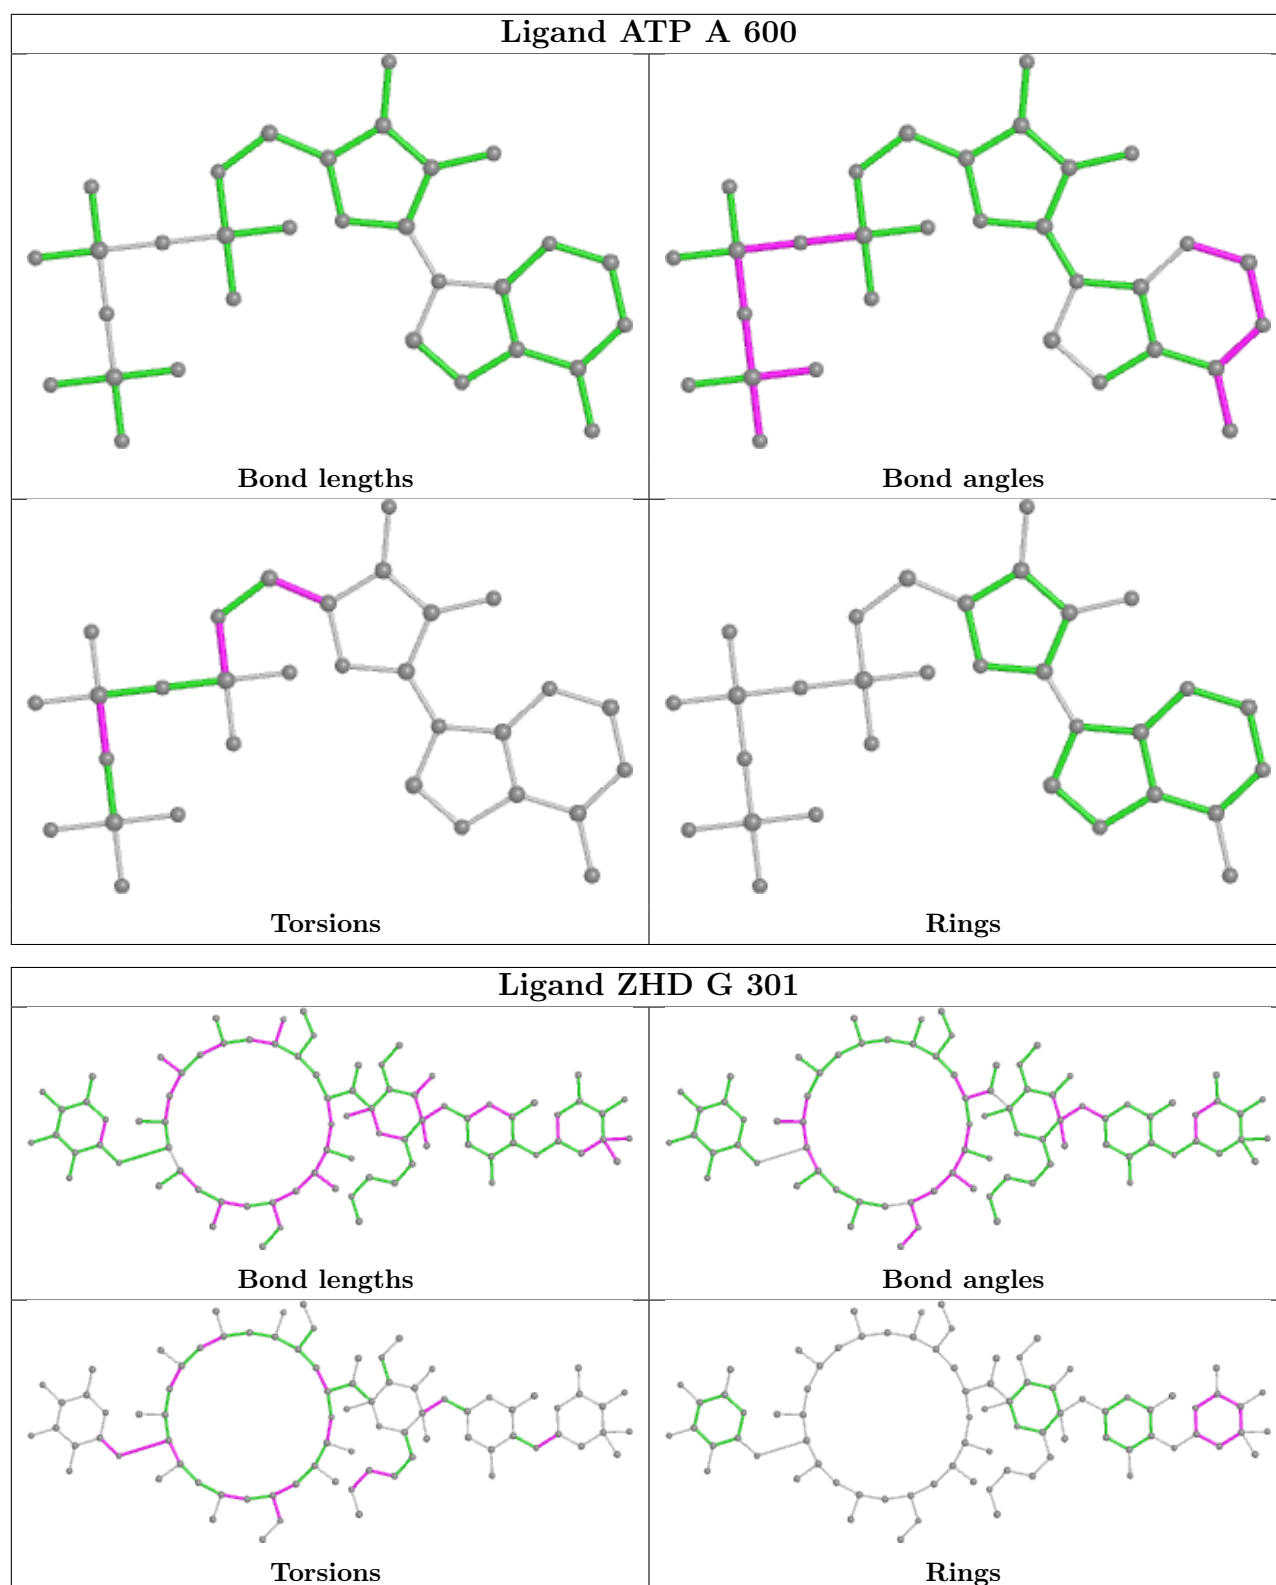 Ligand ATP A 600
Bond lengths
Bond angles
Torsions
Rings
Ligand ZHD G 301
Bond lengths
Bond angles
Torsions
Rings